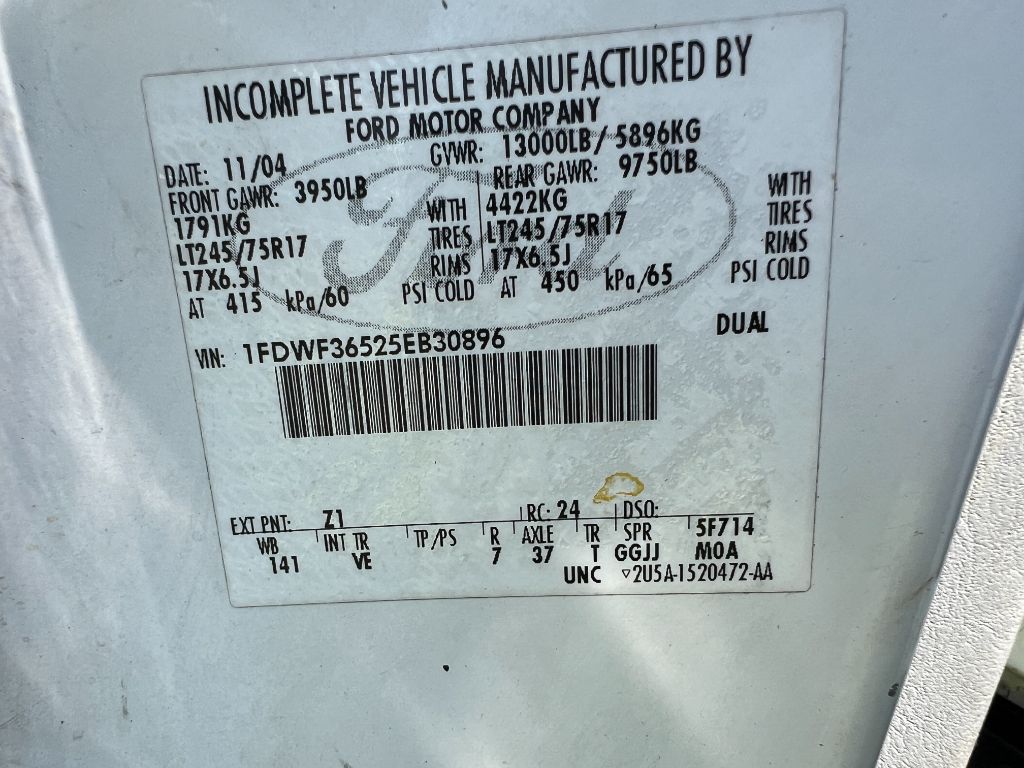 INCOMPLETE VEHICLE MANUFACTURED BY
FORD MOTOR COMPANY
DATE: 11/04 GVWR: 13000LB/ 5896KG
FRONT GAWR: 3950LB REAR GAWR: 9750LB
1791KG WITH 4422KG WITH
LT245/75R17 TIRES LT245/75R17 TIRES
17X6.5J RIMS 17X6.5J RIMS
AT 415 kPa/60 PSI COLD AT 450 kPa/65 PSI COLD
Ford
VIN: 1FDWF36525EB30896 DUAL
EXT PNT: Z1 RC: 24 DSO:
WB INT TR TP/PS R AXLE TR SPR 5F714
141 VE 7 37 T GGJJ M0A
UNC ▿2U5A-1520472-AA